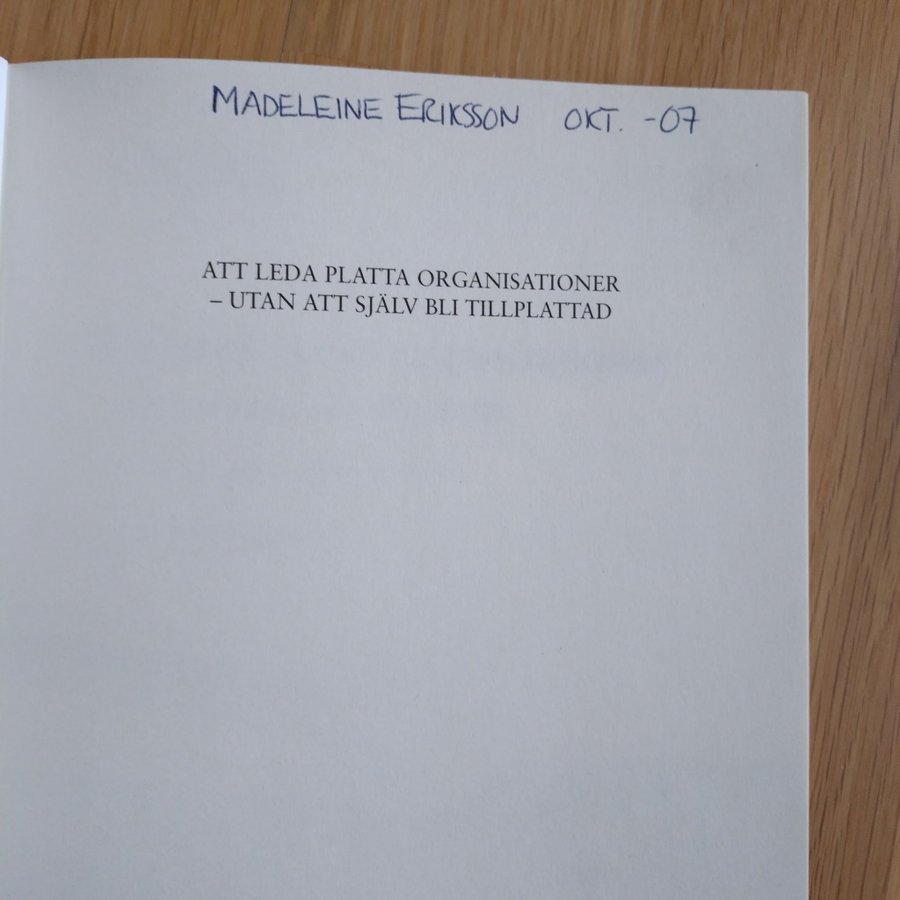 MADELEINE ERIKSSON OKT. -07
ATT LEDA PLATTA ORGANISATIONER
– UTAN ATT SJÄLV BLI TILLPLATTAD